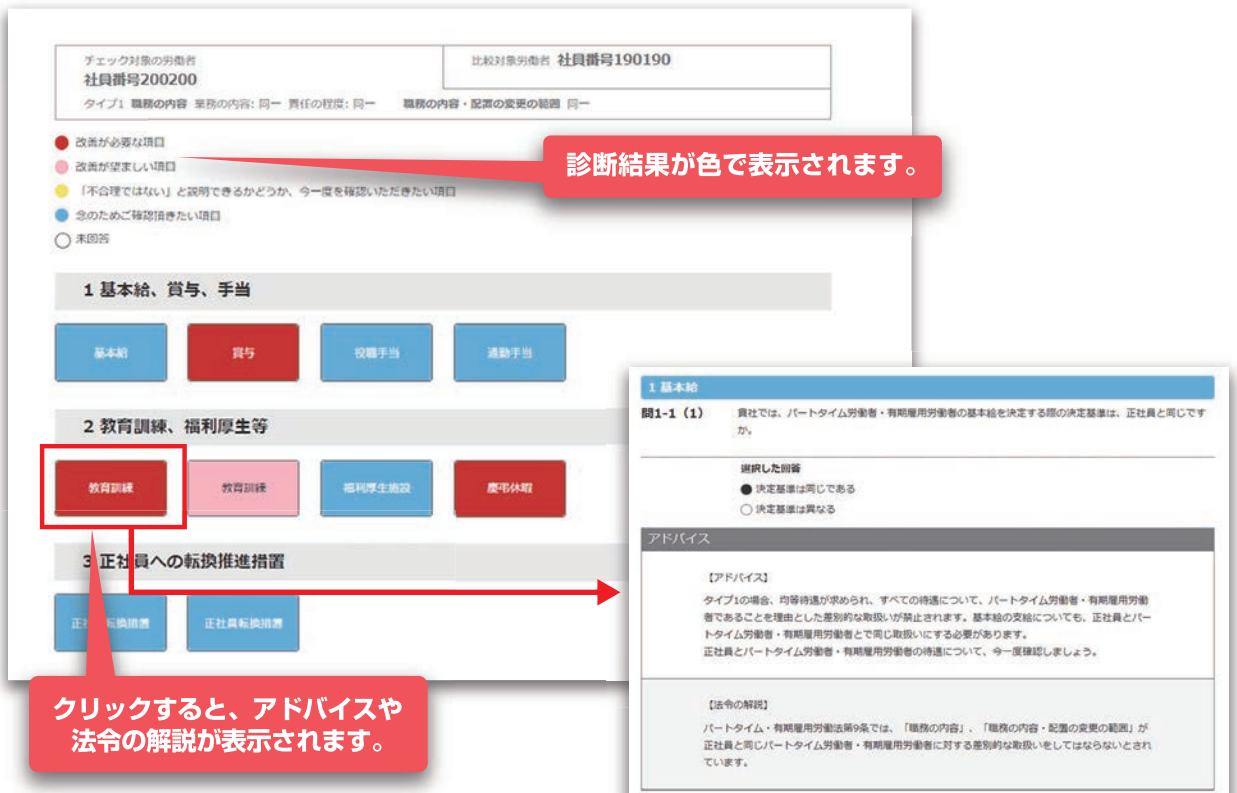 チェック対象の労働者
社員番号200200
比較対象労働者 社員番号190190
タイプ1 職務の内容 業務の内容: 同一 責任の程度: 同一 職務の内容・配置の変更の範囲 同一
改善が必要な項目
改善が望ましい項目
「不合理ではない」と説明できるかどうか、今一度を確認いただきたい項目
念のためご確認頂きたい項目
未回答
診断結果が色で表示されます。
1 基本給、賞与、手当
基本給
賞与
役職手当
通勤手当
2 教育訓練、福利厚生等
教育訓練
教育訓練
福利厚生施設
慶弔休暇
3 正社員への転換推進措置
正社員転換措置
正社員転換措置
クリックすると、アドバイスや
法令の解説が表示されます。
1 基本給
問1-1（1） 貴社では、パートタイム労働者・有期雇用労働者の基本給を決定する際の決定基準は、正社員と同じです
か。
選択した回答
決定基準は同じである
決定基準は異なる
アドバイス
【アドバイス】
タイプ1の場合、均等待遇が求められ、すべての待遇について、パートタイム労働者・有期雇用労働
者であることを理由とした差別的な取扱いが禁止されます。基本給の支給についても、正社員とパー
トタイム労働者・有期雇用労働者とで同じ取扱いにする必要があります。
正社員とパートタイム労働者・有期雇用労働者の待遇について、今一度確認しましょう。
【法令の解説】
パートタイム・有期雇用労働法第9条では、「職務の内容」、「職務の内容・配置の変更の範囲」が
正社員と同じパートタイム労働者・有期雇用労働者に対する差別的な取扱いをしてはならないとされ
ています。